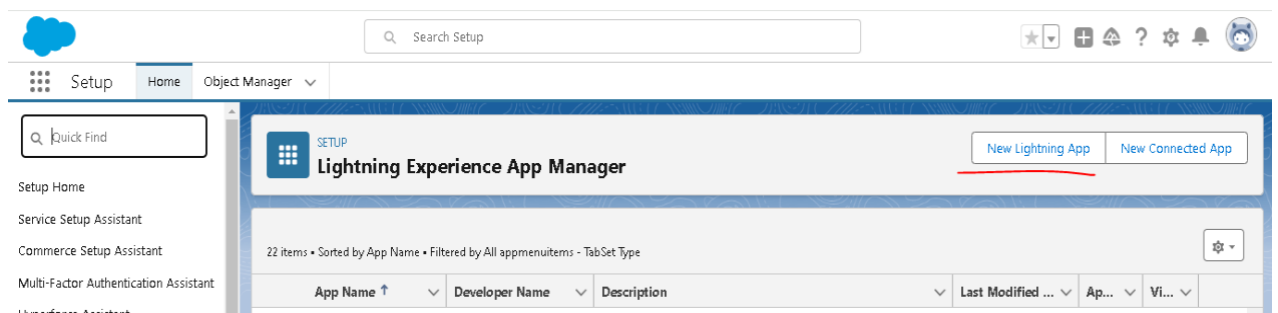 Search Setup
Setup Home Object Manager
Quick Find
SETUP
Lightning Experience App Manager
New Lightning App New Connected App
Setup Home
Service Setup Assistant
Commerce Setup Assistant
Multi-Factor Authentication Assistant
22 items • Sorted by App Name • Filtered by All appmenuitems - TabSet Type
App Name ↑ Developer Name Description Last Modified ... Ap... Vi...